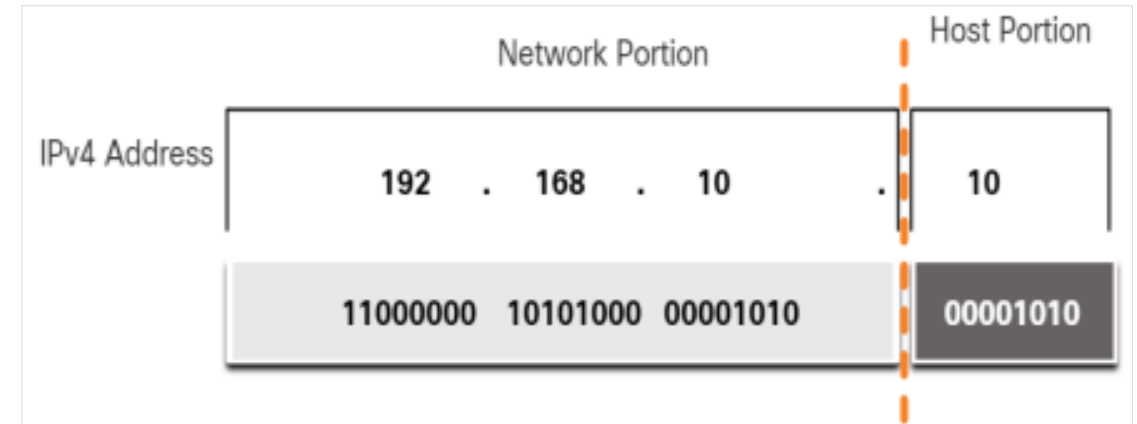 Network Portion
Host Portion
IPv4 Address
192 . 168 . 10 . 10
11000000 10101000 00001010 00001010